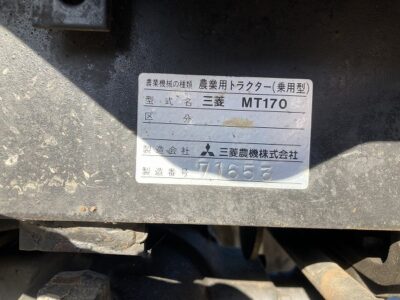 農業機械の種類 農業用トラクター(乗用型)
型式名 三菱 MT170
区分
製造会社 三菱農機株式会社
製造番号